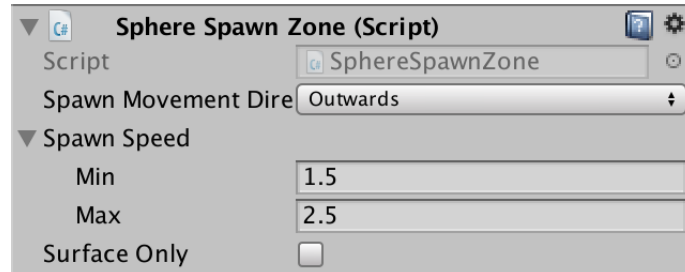 Sphere Spawn Zone (Script)
Script SphereSpawnZone
Spawn Movement Dire Outwards
Spawn Speed
Min 1.5
Max 2.5
Surface Only